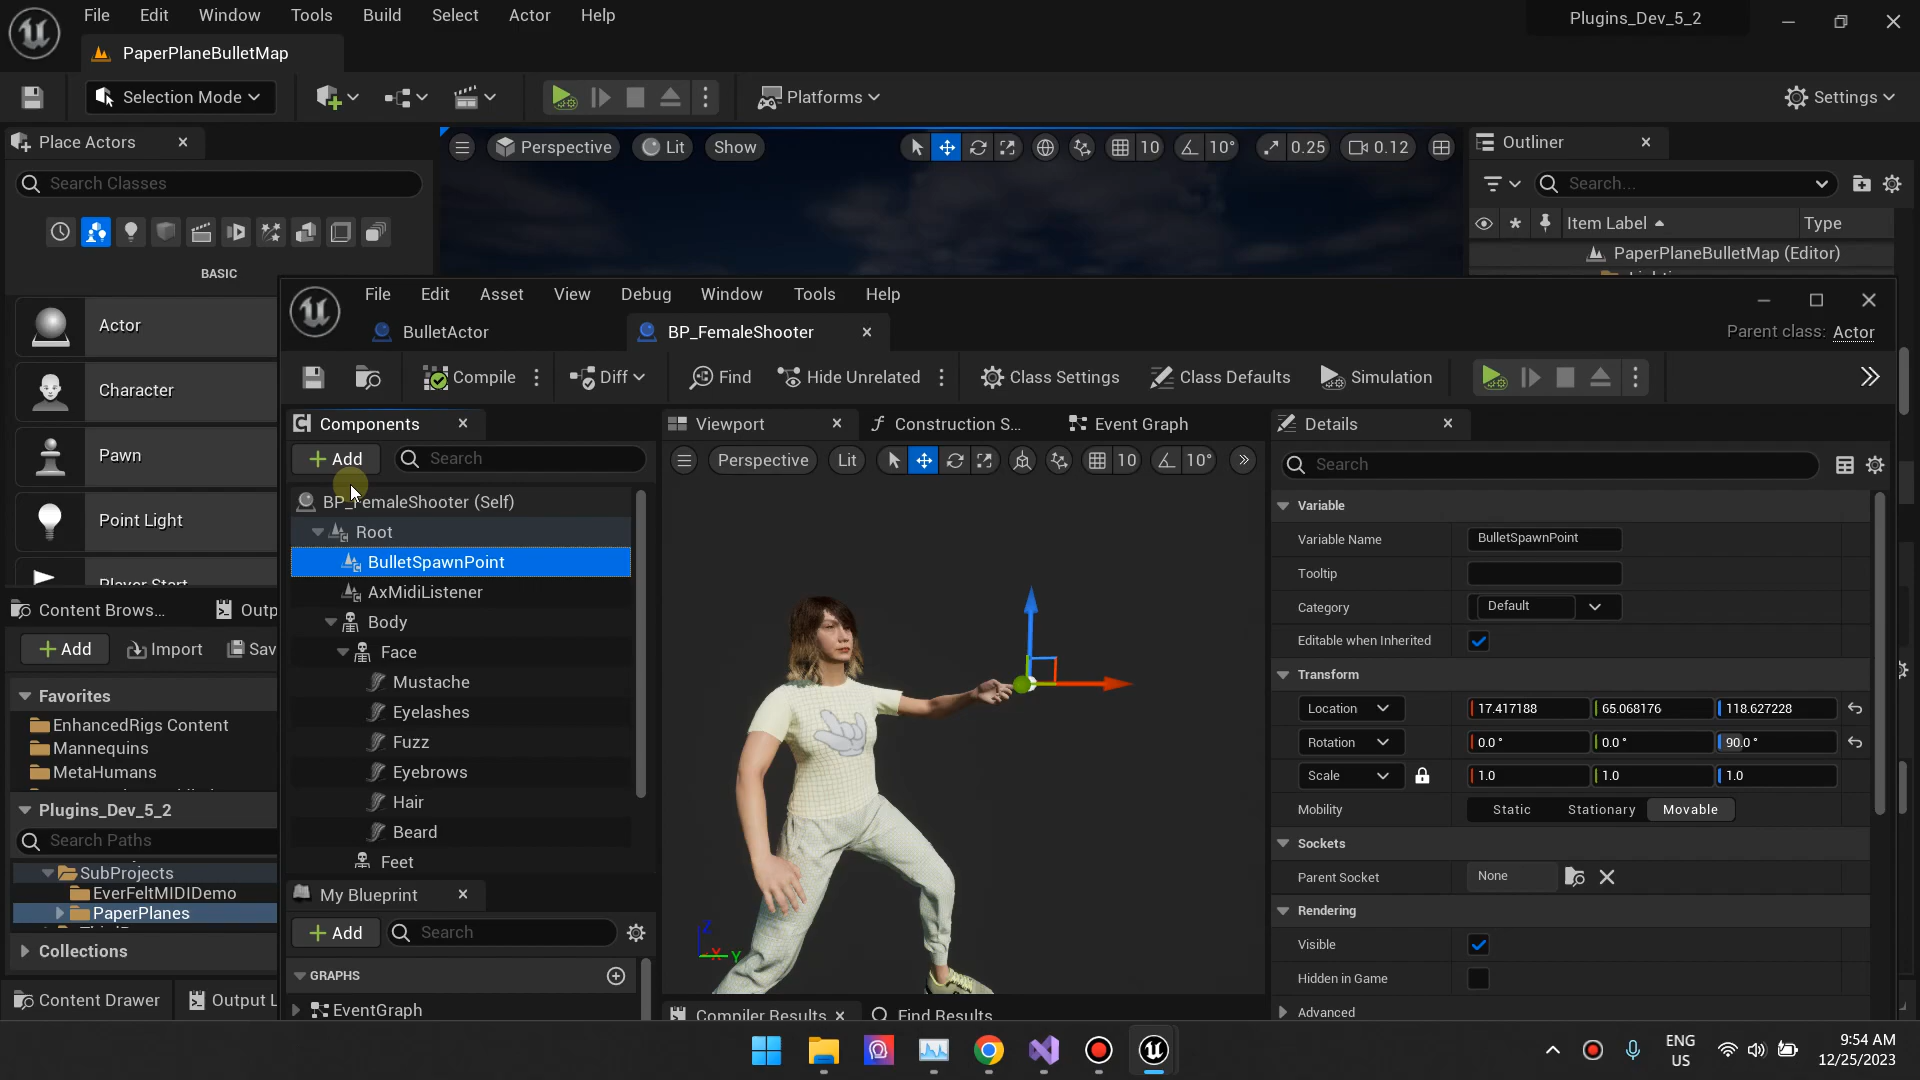 File Edit Window Tools Build Select Actor Help
Plugins_Dev_5_2
PaperPlaneBulletMap
Selection Mode
Platforms
Settings
Place Actors
Search Classes
BASIC
Actor
Character
Pawn
Point Light
Player Start
Perspective
Lit
Show
10
10°
0.25
0.12
Outliner
Search...
Item Label
Type
PaperPlaneBulletMap (Editor)
File Edit Asset View Debug Window Tools Help
BulletActor
BP_FemaleShooter
Parent class: Actor
Compile
Diff
Find
Hide Unrelated
Class Settings
Class Defaults
Simulation
Components
Add
Search
BP_FemaleShooter (Self)
Root
BulletSpawnPoint
AxMidiListener
Body
Face
Mustache
Eyelashes
Fuzz
Eyebrows
Hair
Beard
Feet
My Blueprint
Add
Search
GRAPHS
EventGraph
Viewport
Construction S...
Event Graph
Perspective
Lit
10
10°
Z
X
Y
Compiler Results
Find Results
Details
Search
Variable
Variable Name
BulletSpawnPoint
Tooltip
Category
Default
Editable when Inherited
Transform
Location
17.417188
65.068176
118.627228
Rotation
0.0 °
0.0 °
90.0 °
Scale
1.0
1.0
1.0
Mobility
Static
Stationary
Movable
Sockets
Parent Socket
None
Rendering
Visible
Hidden in Game
Advanced
Content Brows...
Outp
Add
Import
Sav
Favorites
EnhancedRigs Content
Mannequins
MetaHumans
Plugins_Dev_5_2
Search Paths
SubProjects
EverFeltMIDIDemo
PaperPlanes
Collections
Content Drawer
Output L
ENG
US
9:54 AM
12/25/2023